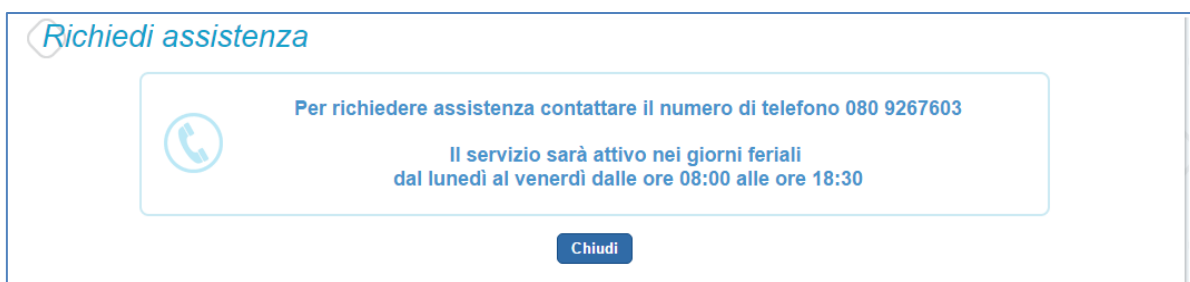 Richiedi assistenza
Per richiedere assistenza contattare il numero di telefono 080 9267603
Il servizio sarà attivo nei giorni feriali
dal lunedì al venerdì dalle ore 08:00 alle ore 18:30
Chiudi